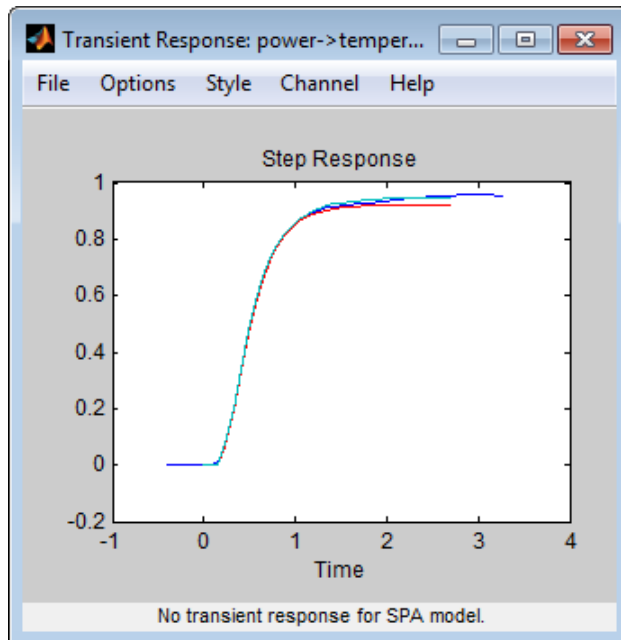 Transient Response: power->temper...
File Options Style Channel Help
Step Response
1
0.8
0.6
0.4
0.2
0
-0.2
-1 0 1 2 3 4
Time
No transient response for SPA model.